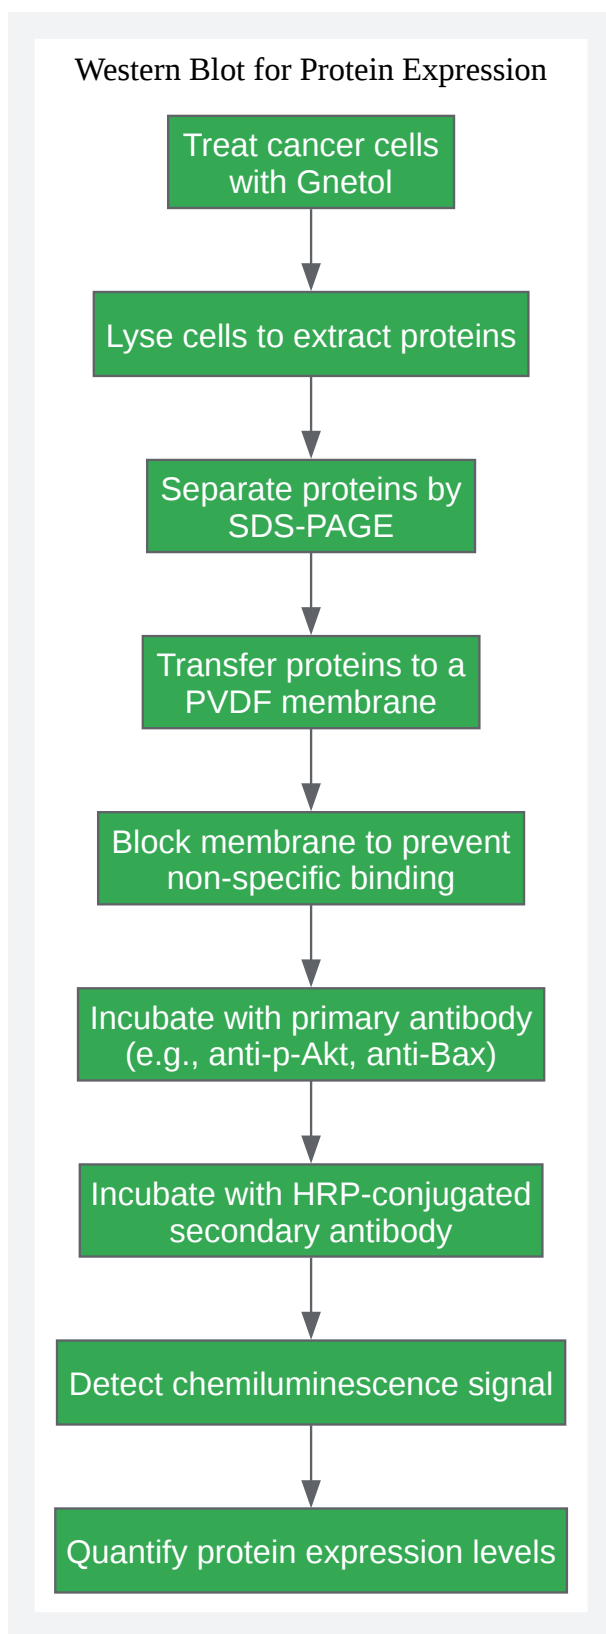 Western Blot for Protein Expression
Treat cancer cells
with Gnetol
Lyse cells to extract proteins
Separate proteins by
SDS-PAGE
Transfer proteins to a
PVDF membrane
Block membrane to prevent
non-specific binding
Incubate with primary antibody
(e.g., anti-p-Akt, anti-Bax)
Incubate with HRP-conjugated
secondary antibody
Detect chemiluminescence signal
Quantify protein expression levels